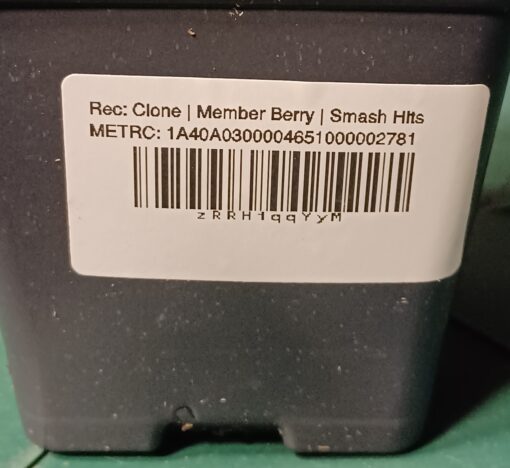 Rec: Clone | Member Berry | Smash Hits
METRC: 1A40A0300004651000002781
zRRH1qqYyM